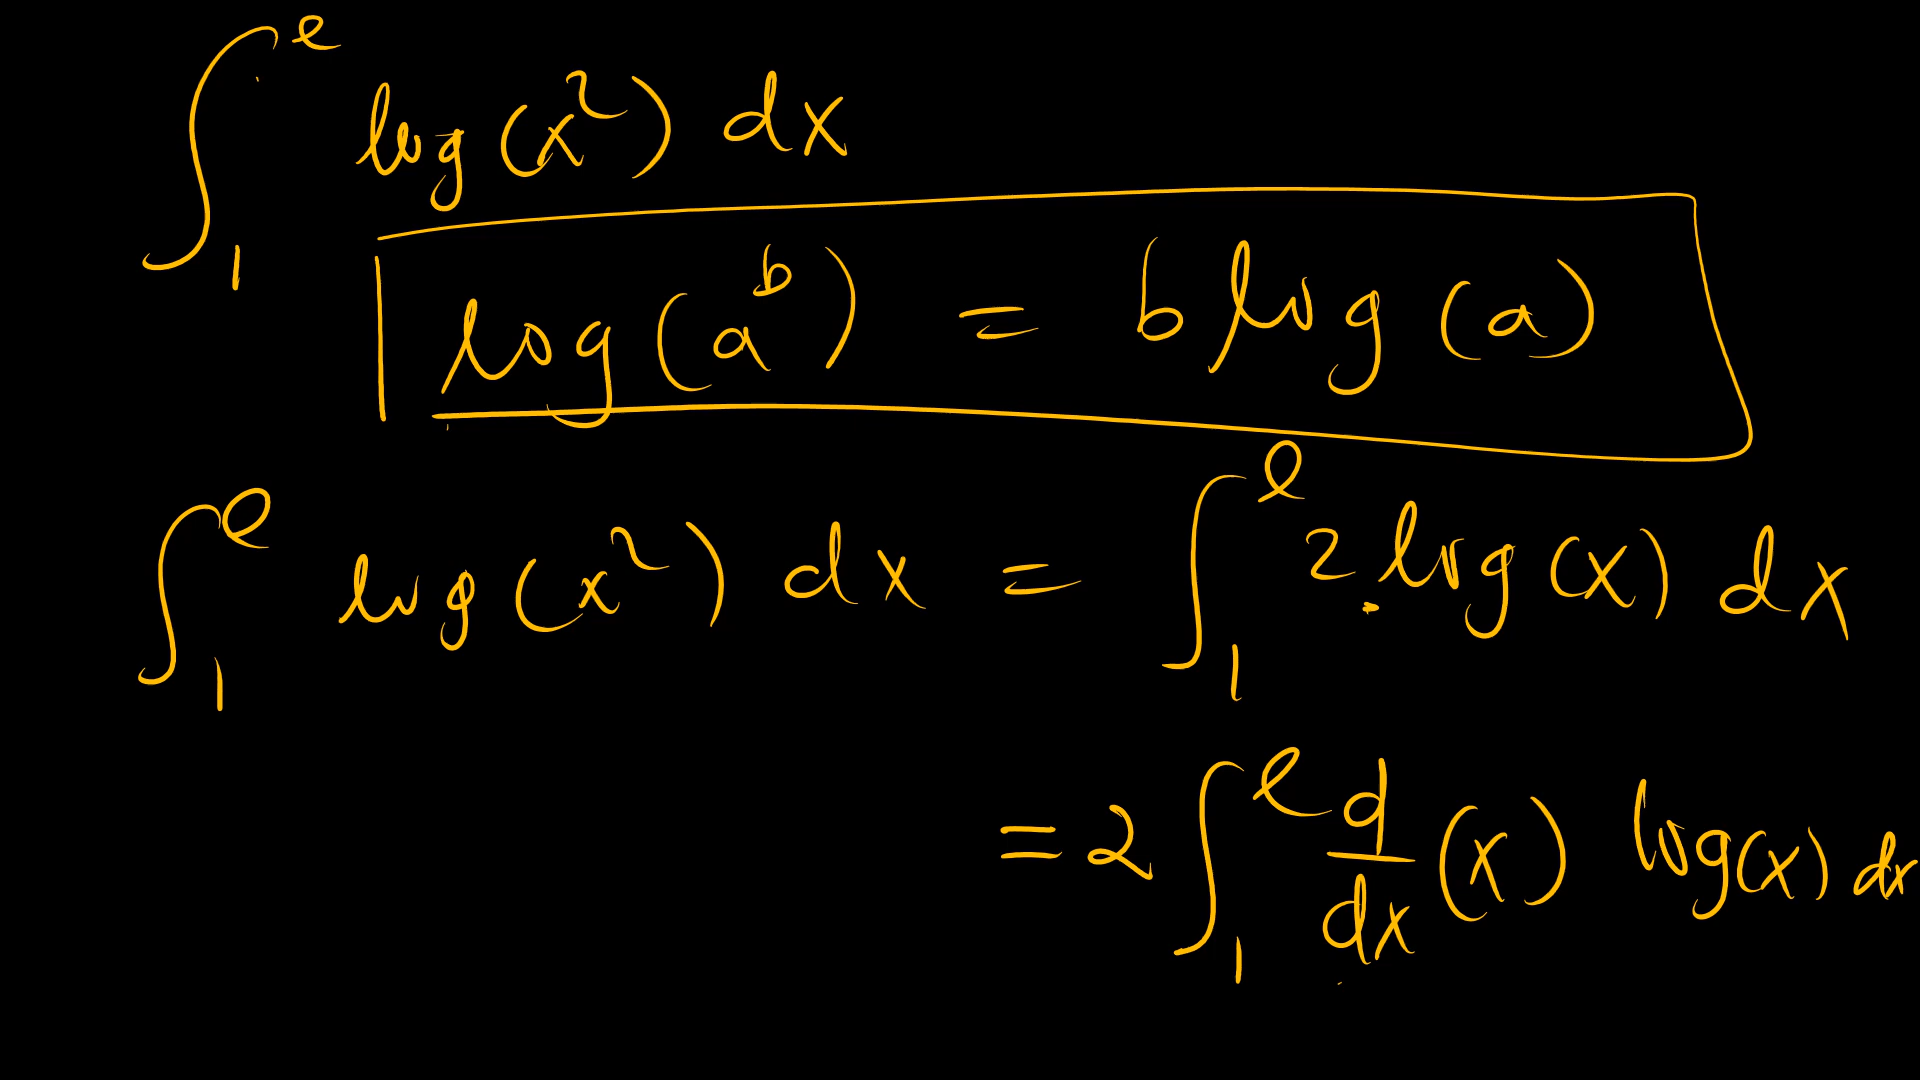 ∫₁ᵉ log(x²) dx
log(aᵇ) = b log(a)
∫₁ᵉ log(x²) dx = ∫₁ᵉ 2 log(x) dx
= 2 ∫₁ᵉ d/dx (x) log(x) dx